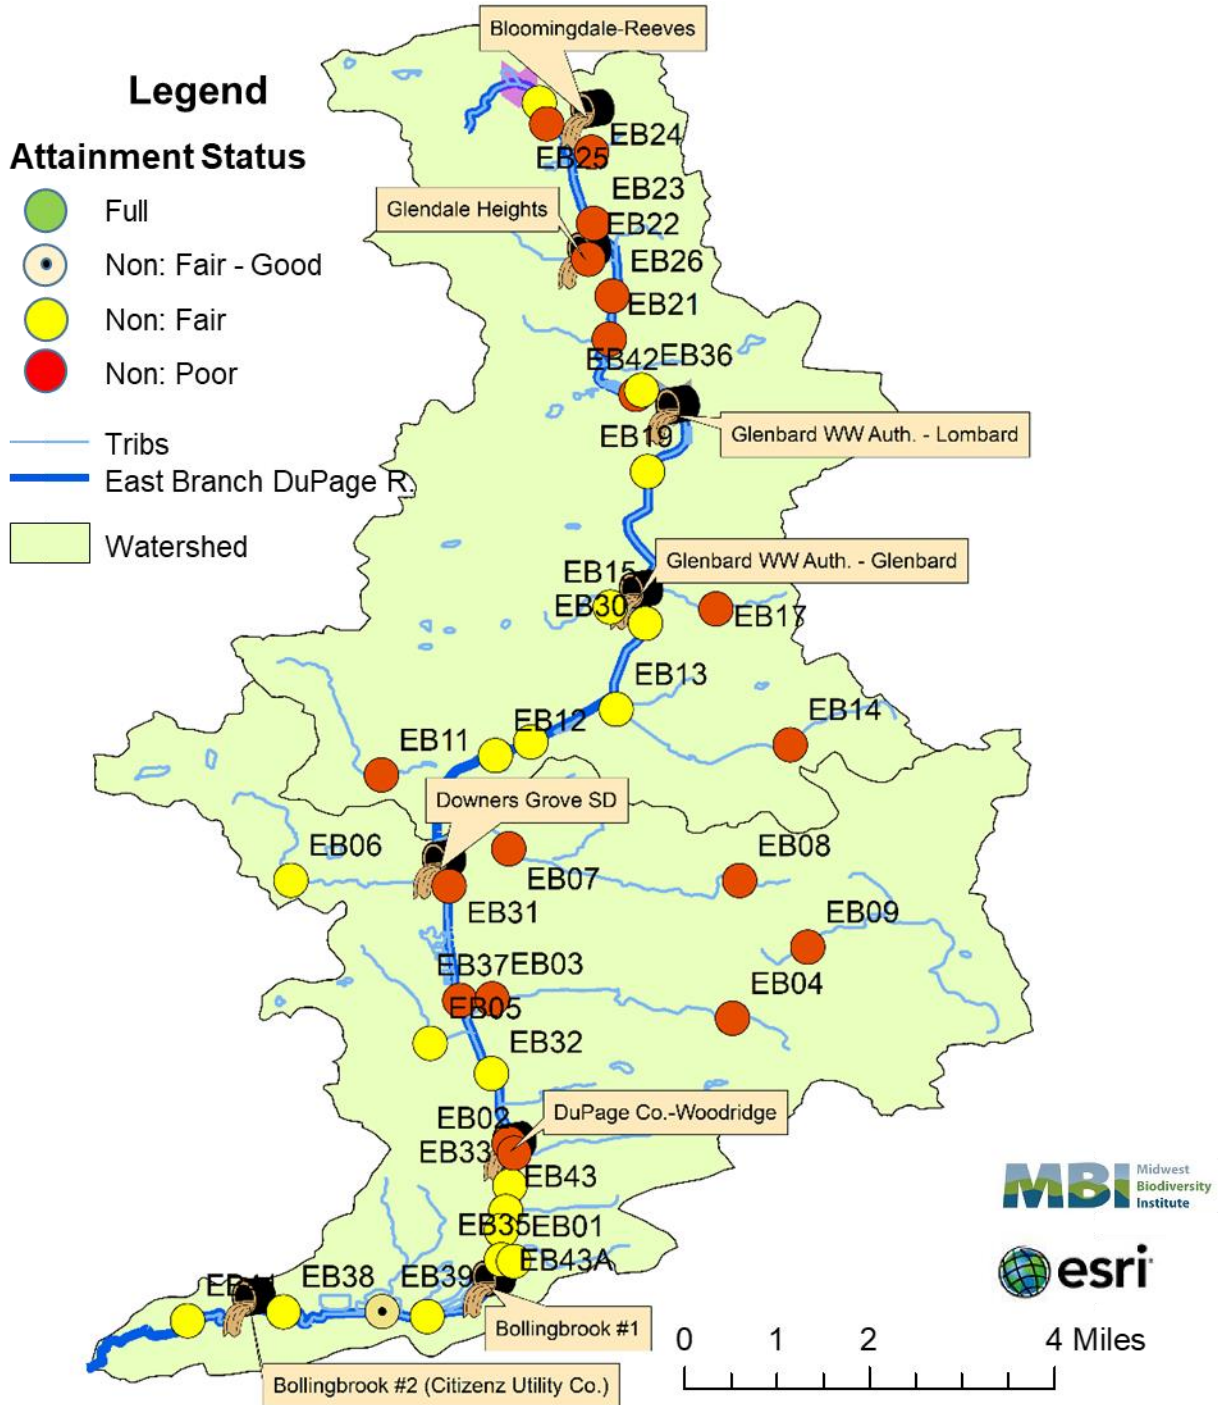 Bloomingdale-Reeves
Legend
Attainment Status
Full
Non: Fair - Good
Non: Fair
Non: Poor
Tribs
East Branch DuPage R.
Watershed
EB24
EB25
EB23
Glendale Heights
EB22
EB26
EB21
EB42
EB36
EB19
Glenbard WW Auth. - Lombard
Glenbard WW Auth. - Glenbard
EB15
EB30
EB17
EB13
EB14
EB12
EB11
Downers Grove SD
EB06
EB07
EB08
EB31
EB09
EB37
EB03
EB04
EB05
EB32
DuPage Co.-Woodridge
EB02
EB33
EB43
EB35
EB01
EB43A
EB38
EB39
Bollingbrook #1
Bollingbrook #2 (Citizenz Utility Co.)
MBI
Midwest
Biodiversity
Institute
esri
0 1 2 4 Miles